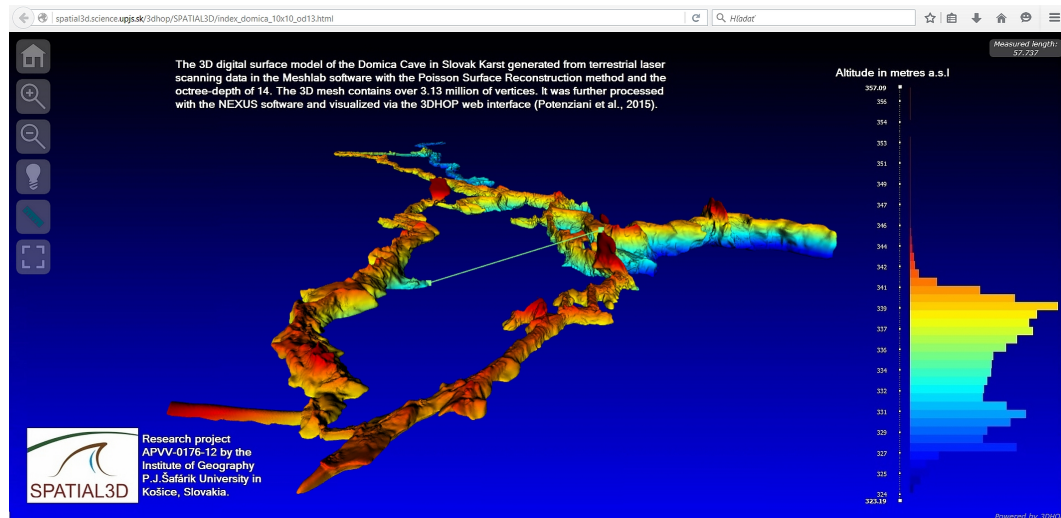 spatial3d.science.upjs.sk/3dhop/SPATIAL3D/index_domica_10x10_od13.html
Hľadať
Measured length:
57.737
The 3D digital surface model of the Domica Cave in Slovak Karst generated from terrestrial laser
scanning data in the Meshlab software with the Poisson Surface Reconstruction method and the
octree-depth of 14. The 3D mesh contains over 3.13 million of vertices. It was further processed
with the NEXUS software and visualized via the 3DHOP web interface (Potenziani et al., 2015).
Altitude in metres a.s.l
357.09
356
354
353
351
349
347
346
344
342
341
339
337
336
334
332
331
329
327
325
324
323.19
SPATIAL3D
Research project
APVV-0176-12 by the
Institute of Geography
P.J.Šafárik University in
Košice, Slovakia.
Powered by 3DHO